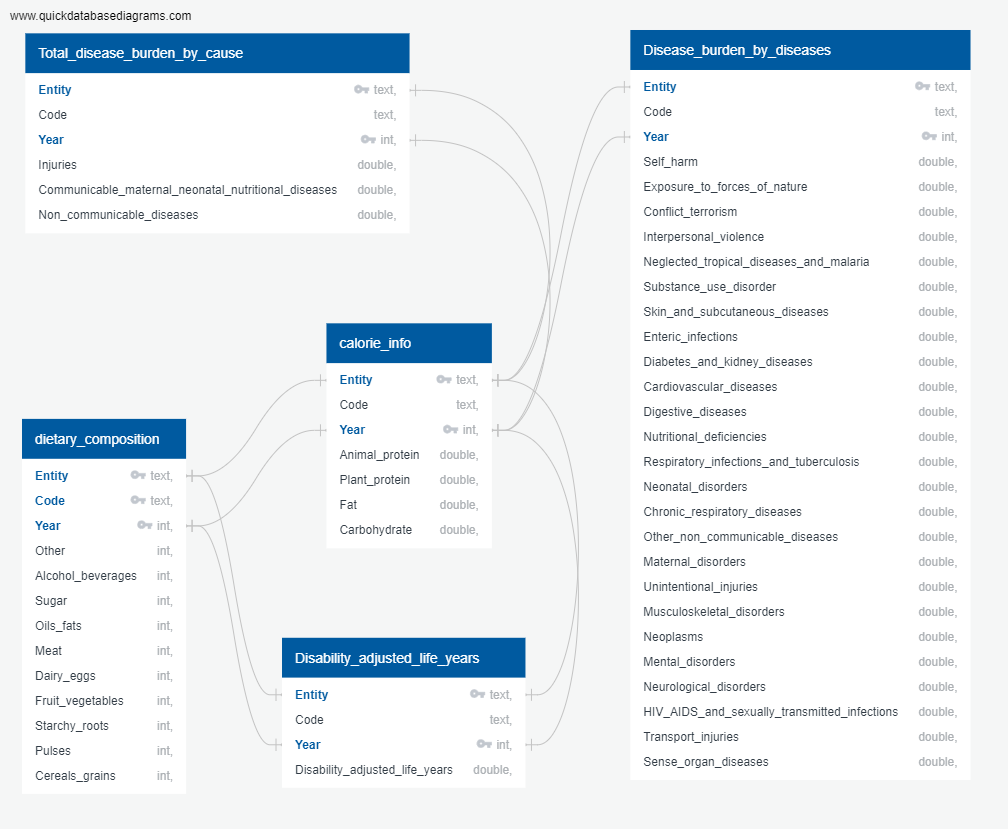 www.quickdatabasediagrams.com
Total_disease_burden_by_cause
Entity text,
Code text,
Year int,
Injuries double,
Communicable_maternal_neonatal_nutritional_diseases double,
Non_communicable_diseases double,
Disease_burden_by_diseases
Entity text,
Code text,
Year int,
Self_harm double,
Exposure_to_forces_of_nature double,
Conflict_terrorism double,
Interpersonal_violence double,
Neglected_tropical_diseases_and_malaria double,
Substance_use_disorder double,
Skin_and_subcutaneous_diseases double,
Enteric_infections double,
Diabetes_and_kidney_diseases double,
Cardiovascular_diseases double,
Digestive_diseases double,
Nutritional_deficiencies double,
Respiratory_infections_and_tuberculosis double,
Neonatal_disorders double,
Chronic_respiratory_diseases double,
Other_non_communicable_diseases double,
Maternal_disorders double,
Unintentional_injuries double,
Musculoskeletal_disorders double,
Neoplasms double,
Mental_disorders double,
Neurological_disorders double,
HIV_AIDS_and_sexually_transmitted_infections double,
Transport_injuries double,
Sense_organ_diseases double,
calorie_info
Entity text,
Code text,
Year int,
Animal_protein double,
Plant_protein double,
Fat double,
Carbohydrate double,
dietary_composition
Entity text,
Code text,
Year int,
Other int,
Alcohol_beverages int,
Sugar int,
Oils_fats int,
Meat int,
Dairy_eggs int,
Fruit_vegetables int,
Starchy_roots int,
Pulses int,
Cereals_grains int,
Disability_adjusted_life_years
Entity text,
Code text,
Year int,
Disability_adjusted_life_years double,